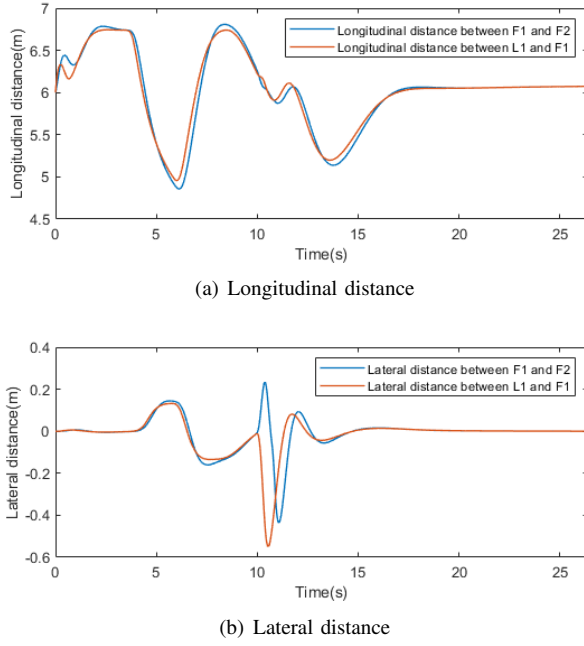 7
6.5
6
5.5
5
4.5
Longitudinal distance(m)
Longitudinal distance between F1 and F2
Longitudinal distance between L1 and F1
0 5 10 15 20 25
Time(s)
(a) Longitudinal distance
0.4
0.2
0
-0.2
-0.4
-0.6
Lateral distance(m)
Lateral distance between F1 and F2
Lateral distance between L1 and F1
0 5 10 15 20 25
Time(s)
(b) Lateral distance